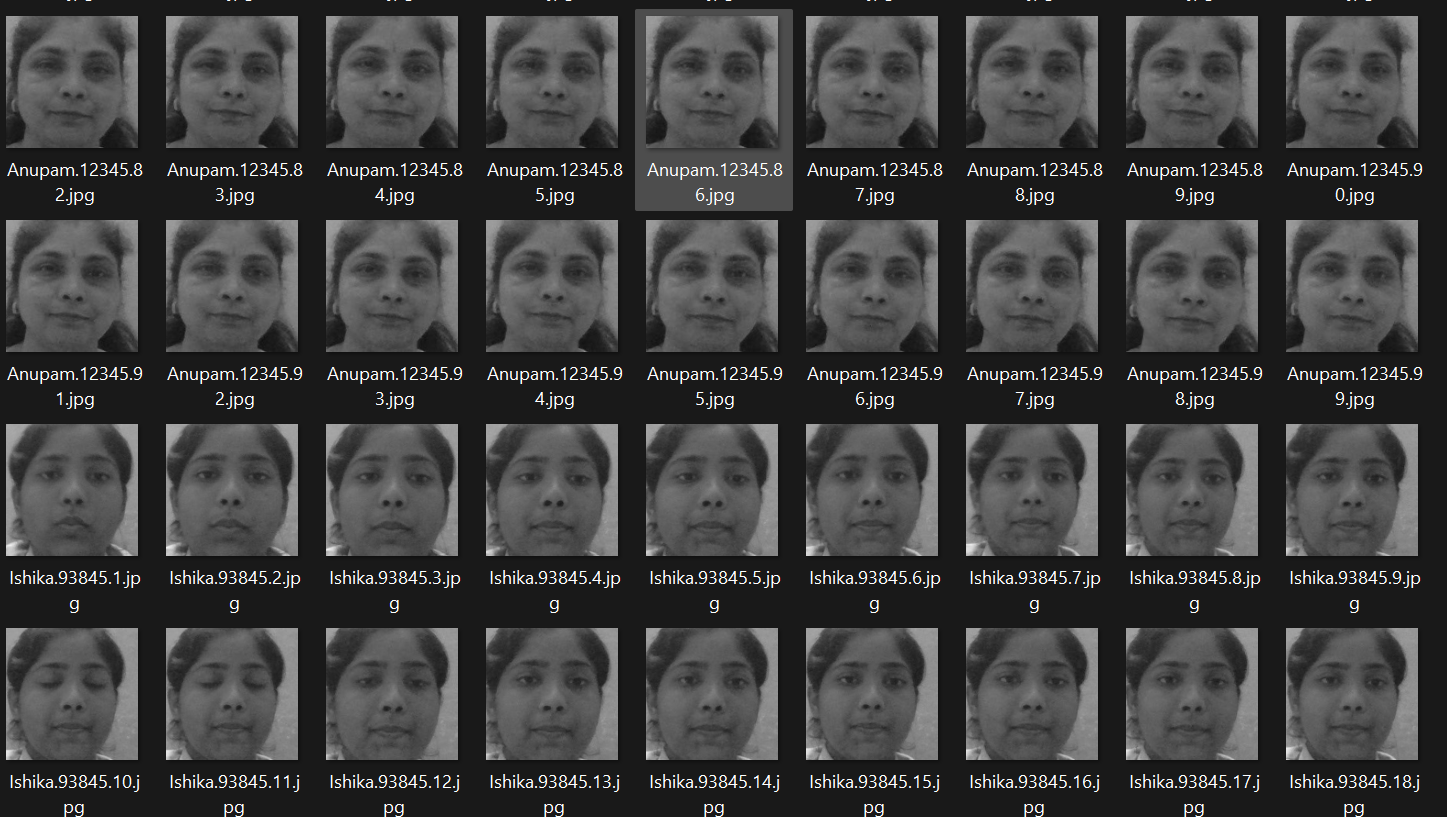 Anupam.12345.8
2.jpg
Anupam.12345.8
3.jpg
Anupam.12345.8
4.jpg
Anupam.12345.8
5.jpg
Anupam.12345.8
6.jpg
Anupam.12345.8
7.jpg
Anupam.12345.8
8.jpg
Anupam.12345.8
9.jpg
Anupam.12345.9
0.jpg
Anupam.12345.9
1.jpg
Anupam.12345.9
2.jpg
Anupam.12345.9
3.jpg
Anupam.12345.9
4.jpg
Anupam.12345.9
5.jpg
Anupam.12345.9
6.jpg
Anupam.12345.9
7.jpg
Anupam.12345.9
8.jpg
Anupam.12345.9
9.jpg
Ishika.93845.1.jp
g
Ishika.93845.2.jp
g
Ishika.93845.3.jp
g
Ishika.93845.4.jp
g
Ishika.93845.5.jp
g
Ishika.93845.6.jp
g
Ishika.93845.7.jp
g
Ishika.93845.8.jp
g
Ishika.93845.9.jp
g
Ishika.93845.10.j
pg
Ishika.93845.11.j
pg
Ishika.93845.12.j
pg
Ishika.93845.13.j
pg
Ishika.93845.14.j
pg
Ishika.93845.15.j
pg
Ishika.93845.16.j
pg
Ishika.93845.17.j
pg
Ishika.93845.18.j
pg